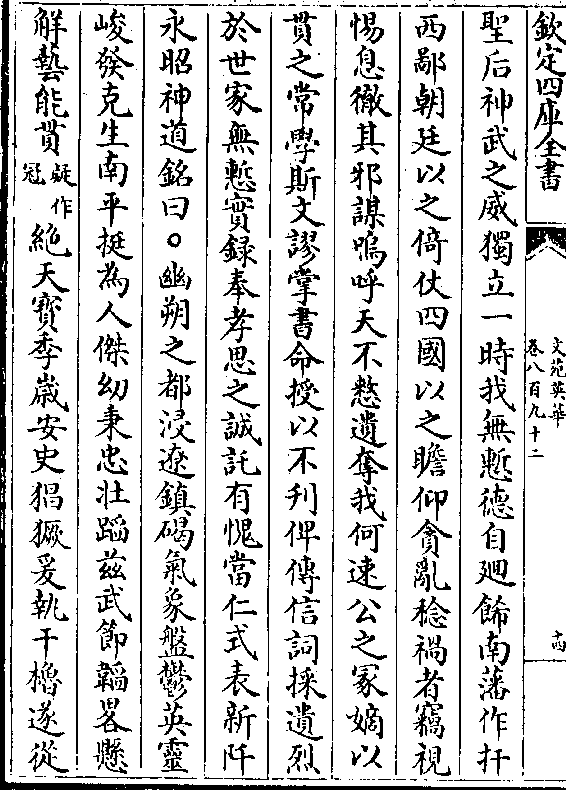 欽定四庫全書
文苑英華
卷八百九十二
十四
聖后神武之威獨立一時我無慙德自廻餙南藩作扞
西鄙朝廷以之倚仗四國以之瞻仰貪亂稔禍者竊視
惕息徹其邪謀嗚呼天不憖遺奪我何速公之冢嫡以
貫之常學斯文謬掌書命授以不刋俾傳信詞採遺烈
於世家無慙實録奉孝思之誠託有愧當仁式表新阡
永昭神道銘曰○幽朔之都浸遼鎮碣氣象盤鬱英靈
峻發克生南平挺為人傑幼秉忠壯蹈兹武節韜畧懸
解藝能貫疑作冠絶天寳季嵗安史猖獗爰執干櫓遂從